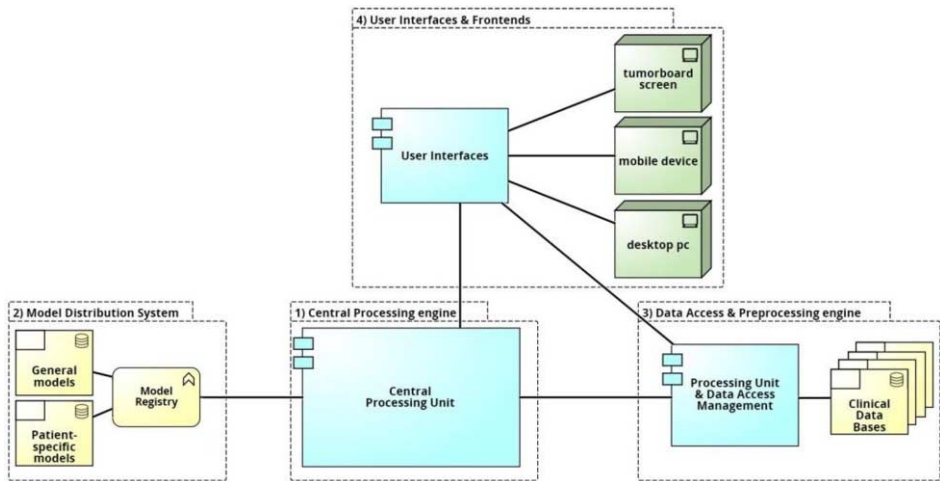 4) User Interfaces & Frontends
tumorboard
screen
User Interfaces
mobile device
desktop pc
2) Model Distribution System
General
models
Model
Registry
Patient-
specific
models
1) Central Processing engine
Central
Processing Unit
3) Data Access & Preprocessing engine
Processing Unit
& Data Access
Management
Clinical
Data
Bases